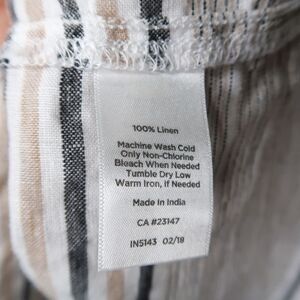 100% Linen
Machine Wash Cold
Only Non-Chlorine
Bleach When Needed
Tumble Dry Low
Warm Iron, if Needed
Made In India
CA #23147
IN5143 02/18